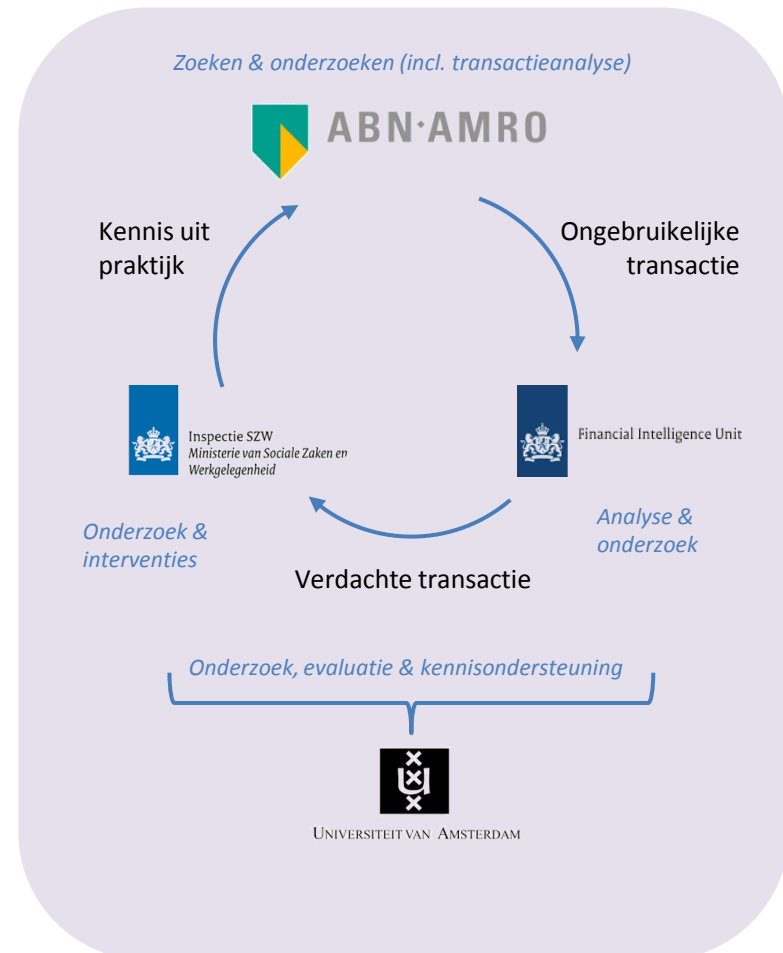 Zoeken & onderzoeken (incl. transactieanalyse)
ABN·AMRO
Kennis uit
praktijk
Ongebruikelijke
transactie
Inspectie SZW
Ministerie van Sociale Zaken en
Werkgelegenheid
Financial Intelligence Unit
Onderzoek &
interventies
Analyse &
onderzoek
Verdachte transactie
Onderzoek, evaluatie & kennisondersteuning
U
UNIVERSITEIT VAN AMSTERDAM